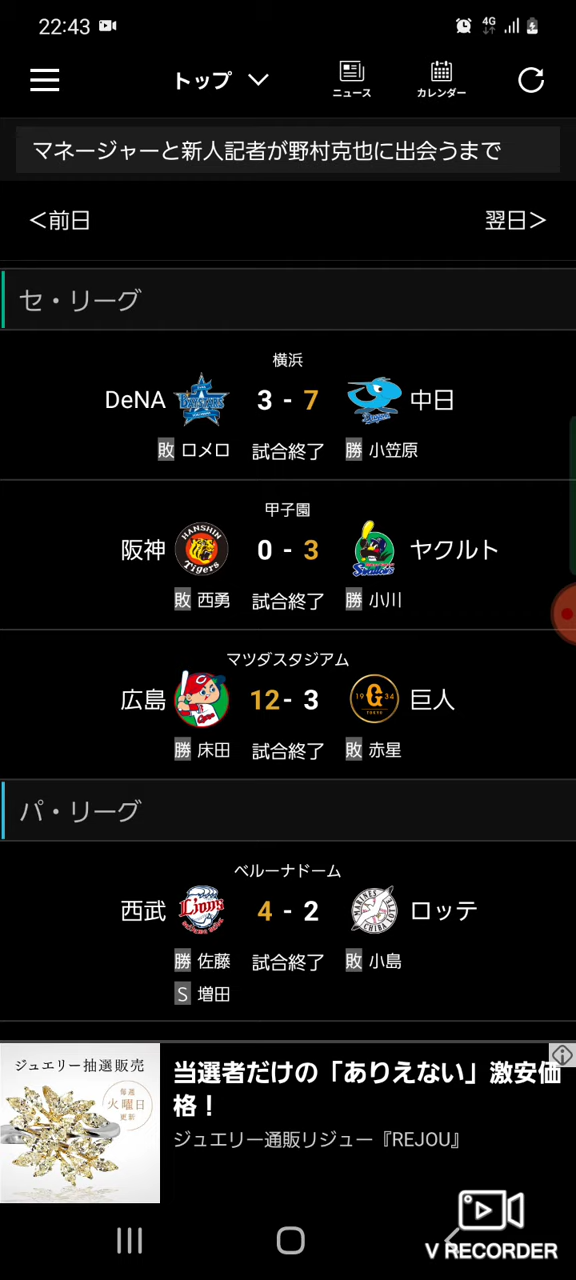 22:43
4G
トップ
ニュース
カレンダー
マネージャーと新人記者が野村克也に出会うまで
<前日
翌日>
セ・リーグ
横浜
DeNA 3 - 7 中日
敗 ロメロ 試合終了 勝 小笠原
甲子園
阪神 HANSHIN Tigers 0 - 3 Swallows ヤクルト
敗 西勇 試合終了 勝 小川
マツダスタジアム
広島 12 - 3 19 G 34 TOKYO 巨人
勝 床田 試合終了 敗 赤星
パ・リーグ
ベルーナドーム
西武 Lions 4 - 2 ロッテ
勝 佐藤 試合終了 敗 小島
S 増田
ジュエリー抽選販売
毎週
火曜日
更新
当選者だけの「ありえない」激安価
格！
ジュエリー通販リジュー『REJOU』
V RECORDER